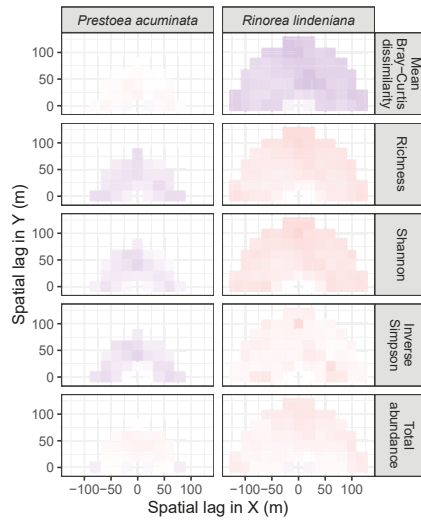 Prestoea acuminata
Rinorea lindeniana
Spatial lag in Y (m)
100
50
0
Mean
Bray−Curtis
dissimilarity
100
50
0
Richness
100
50
0
Shannon
100
50
0
Inverse
Simpson
100
50
0
Total
abundance
−100
−50
0
50
100
−100
−50
0
50
100
Spatial lag in X (m)